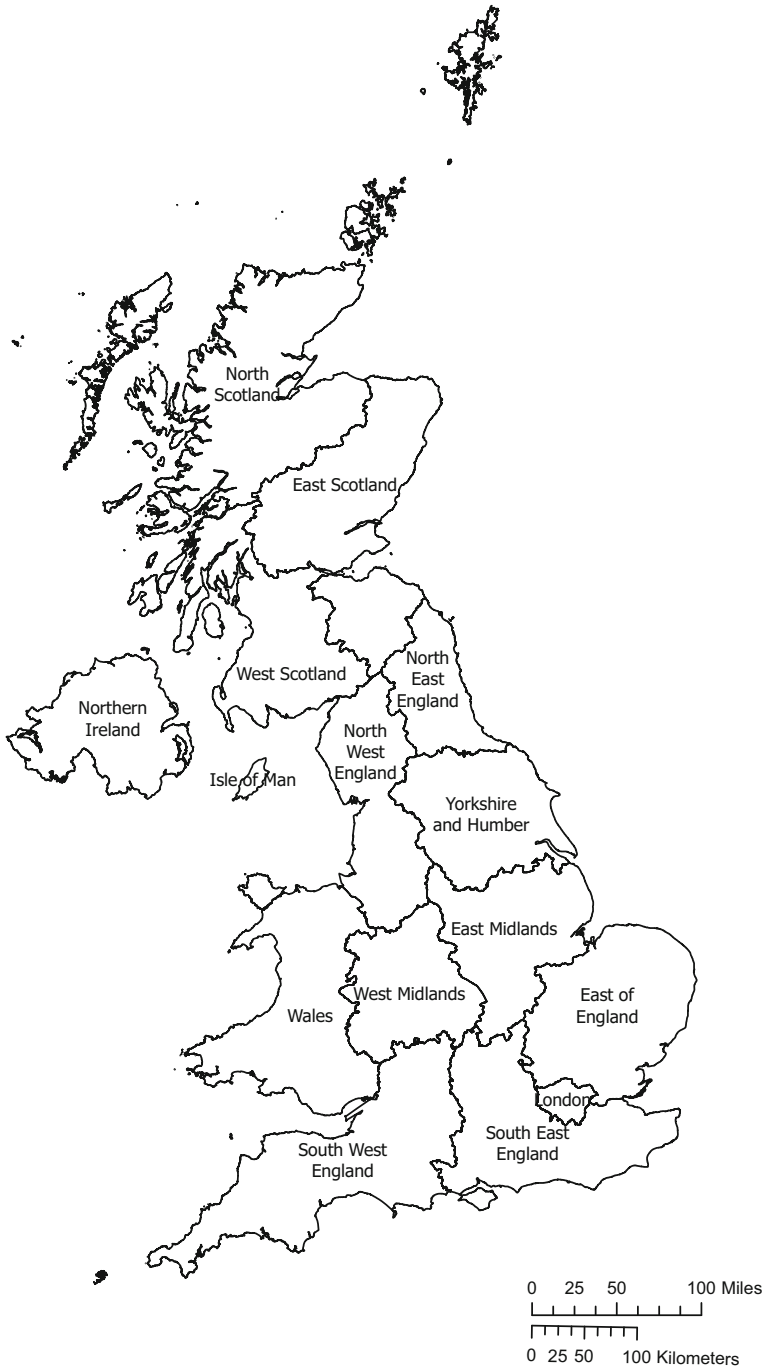 North
Scotland
East Scotland
West Scotland
North
East
England
Northern
Ireland
North
West
England
Isle of Man
Yorkshire
and Humber
East Midlands
West Midlands
East of
England
Wales
London
South East
England
South West
England
0 25 50 100 Miles
0 25 50 100 Kilometers